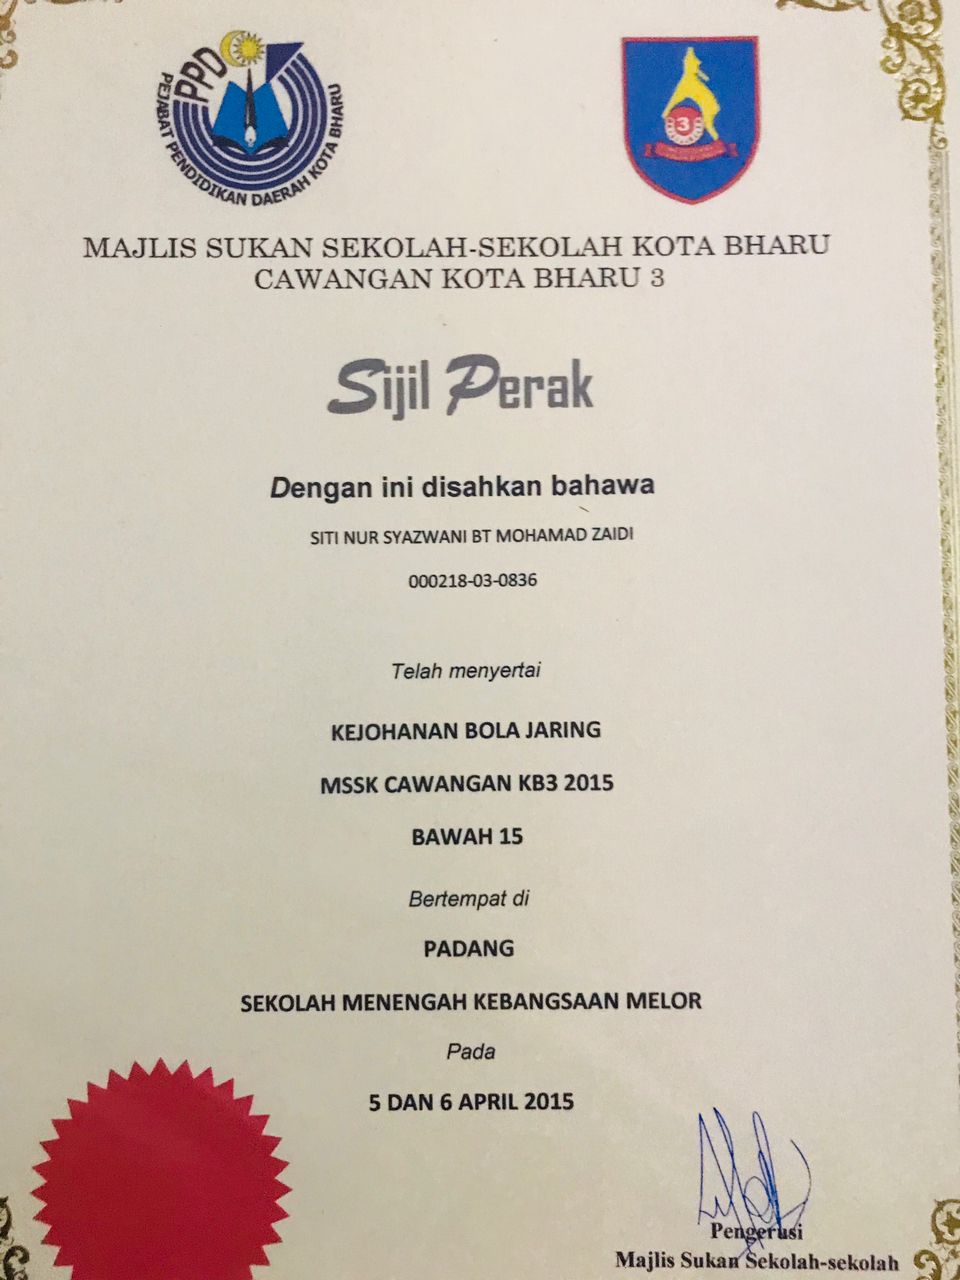 PPD
PEJABAT PENDIDIKAN DAERAH KOTA BHARU
3
MAJLIS SUKAN SEKOLAH-SEKOLAH KOTA BHARU
CAWANGAN KOTA BHARU 3
Sijil Perak
Dengan ini disahkan bahawa
SITI NUR SYAZWANI BT MOHAMAD ZAIDI
000218-03-0836
Telah menyertai
KEJOHANAN BOLA JARING
MSSK CAWANGAN KB3 2015
BAWAH 15
Bertempat di
PADANG
SEKOLAH MENENGAH KEBANGSAAN MELOR
Pada
5 DAN 6 APRIL 2015
Pengerusi
Majlis Sukan Sekolah-sekolah